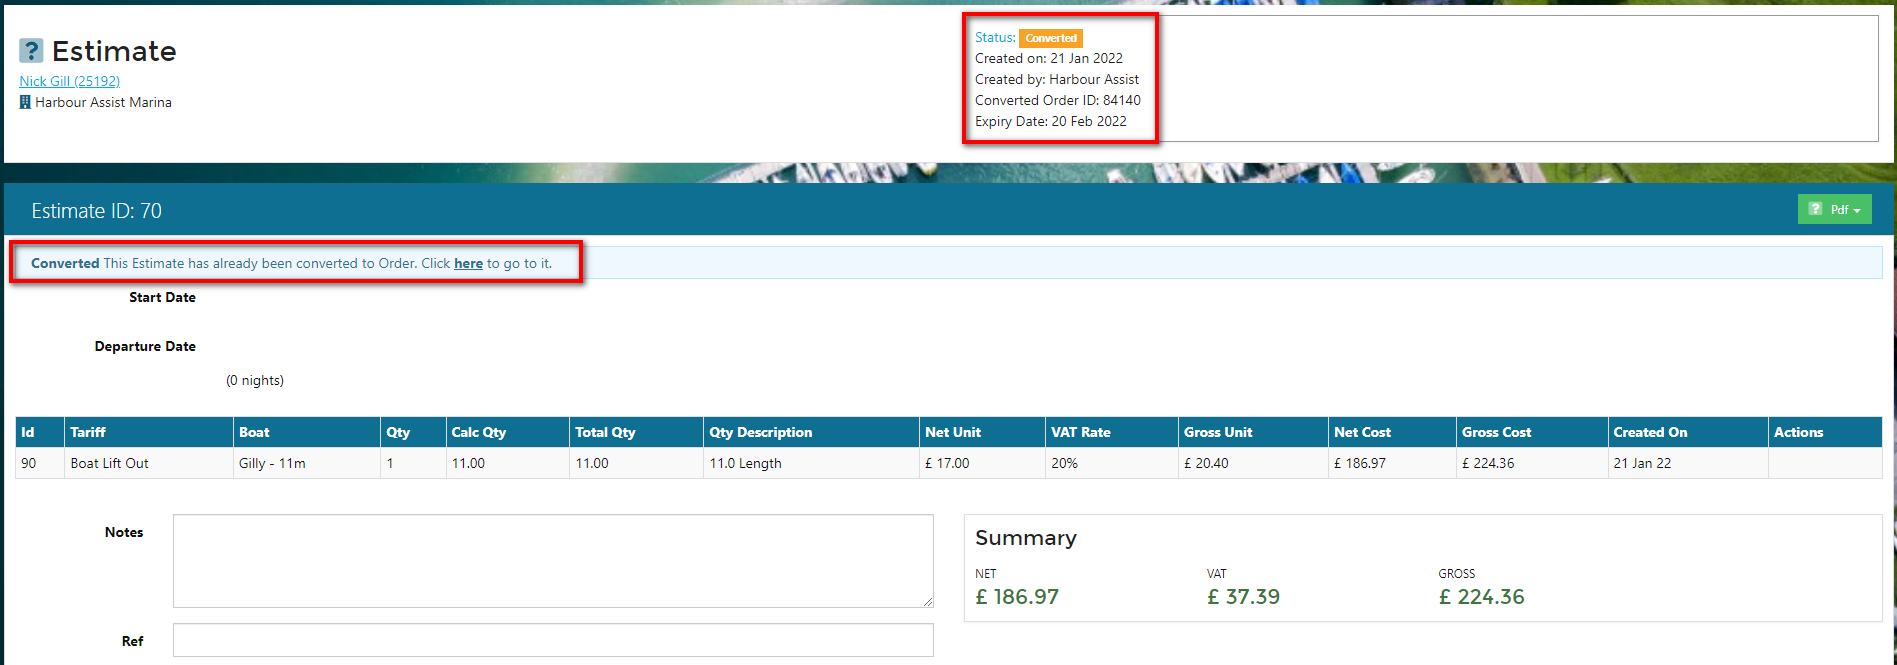 Estimate
Nick Gill (25192)
Harbour Assist Marina
Status: Converted
Created on: 21 Jan 2022
Created by: Harbour Assist
Converted Order ID: 84140
Expiry Date: 20 Feb 2022
Estimate ID: 70
Pdf
Converted This Estimate has already been converted to Order. Click here to go to it.
Start Date
Departure Date
(0 nights)
Id Tariff Boat Qty Calc Qty Total Qty Qty Description Net Unit VAT Rate Gross Unit Net Cost Gross Cost Created On Actions
90 Boat Lift Out Gilly - 11m 1 11.00 11.00 11.0 Length £ 17.00 20% £ 20.40 £ 186.97 £ 224.36 21 Jan 22
Notes
Summary
NET VAT GROSS
£ 186.97 £ 37.39 £ 224.36
Ref